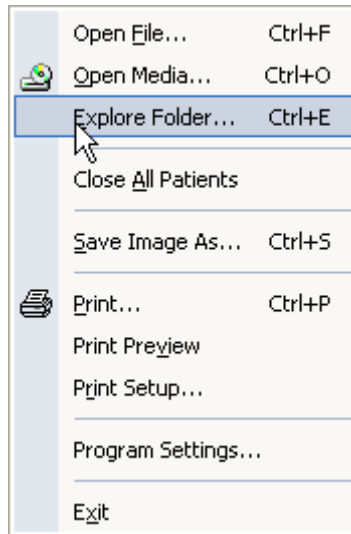 Open File... Ctrl+F
Open Media... Ctrl+O
Explore Folder... Ctrl+E
Close All Patients
Save Image As... Ctrl+S
Print... Ctrl+P
Print Preview
Print Setup...
Program Settings...
Exit